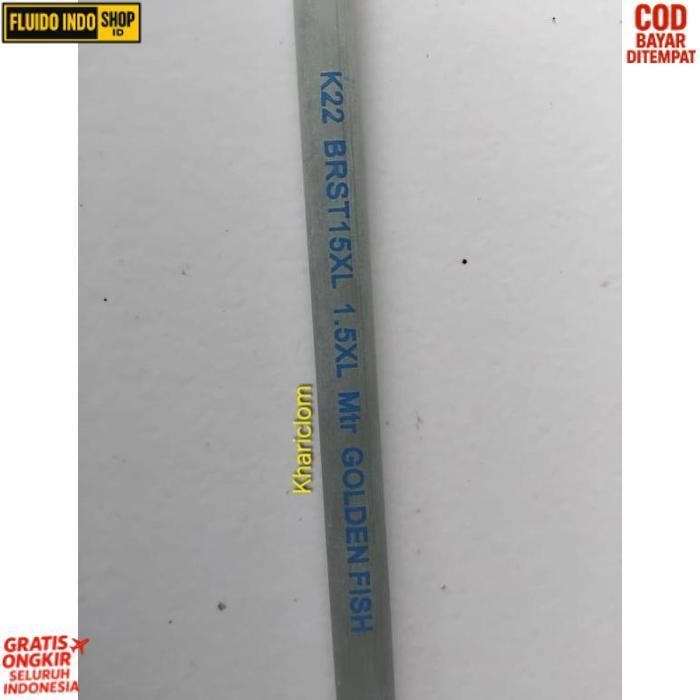 FLUIDO INDO SHOP
ID
COD
BAYAR
DITEMPAT
K22 BRST15XL 1.5XL Mtr GOLDEN FISH
Khariclom
GRATIS
ONGKIR
SELURUH
INDONESIA